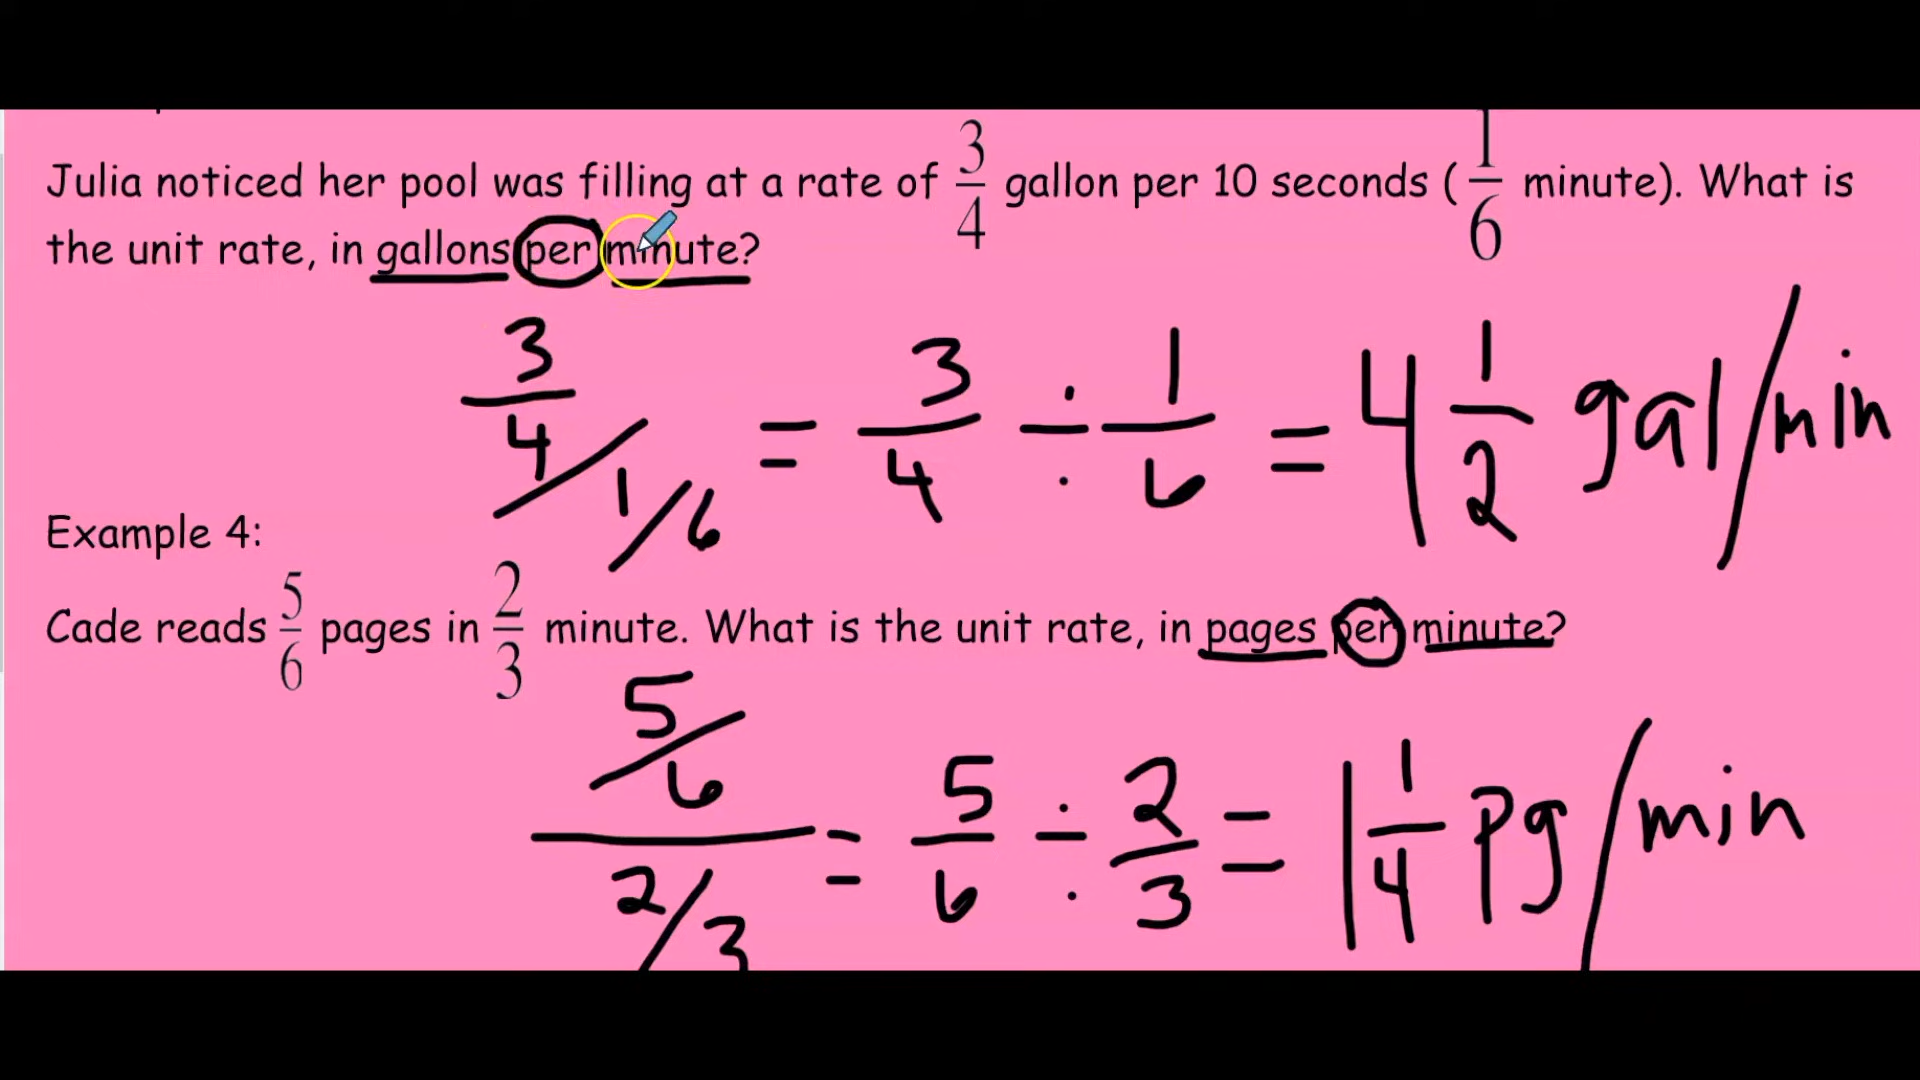 Julia noticed her pool was filling at a rate of 3/4 gallon per 10 seconds (1/6 minute). What is
the unit rate, in gallons per minute?
3/4 / 1/6 = 3/4 ÷ 1/6 = 4 1/2 gal/min
Example 4:
Cade reads 5/6 pages in 2/3 minute. What is the unit rate, in pages per minute?
5/6 / 2/3 = 5/6 ÷ 2/3 = 1 1/4 pg/min